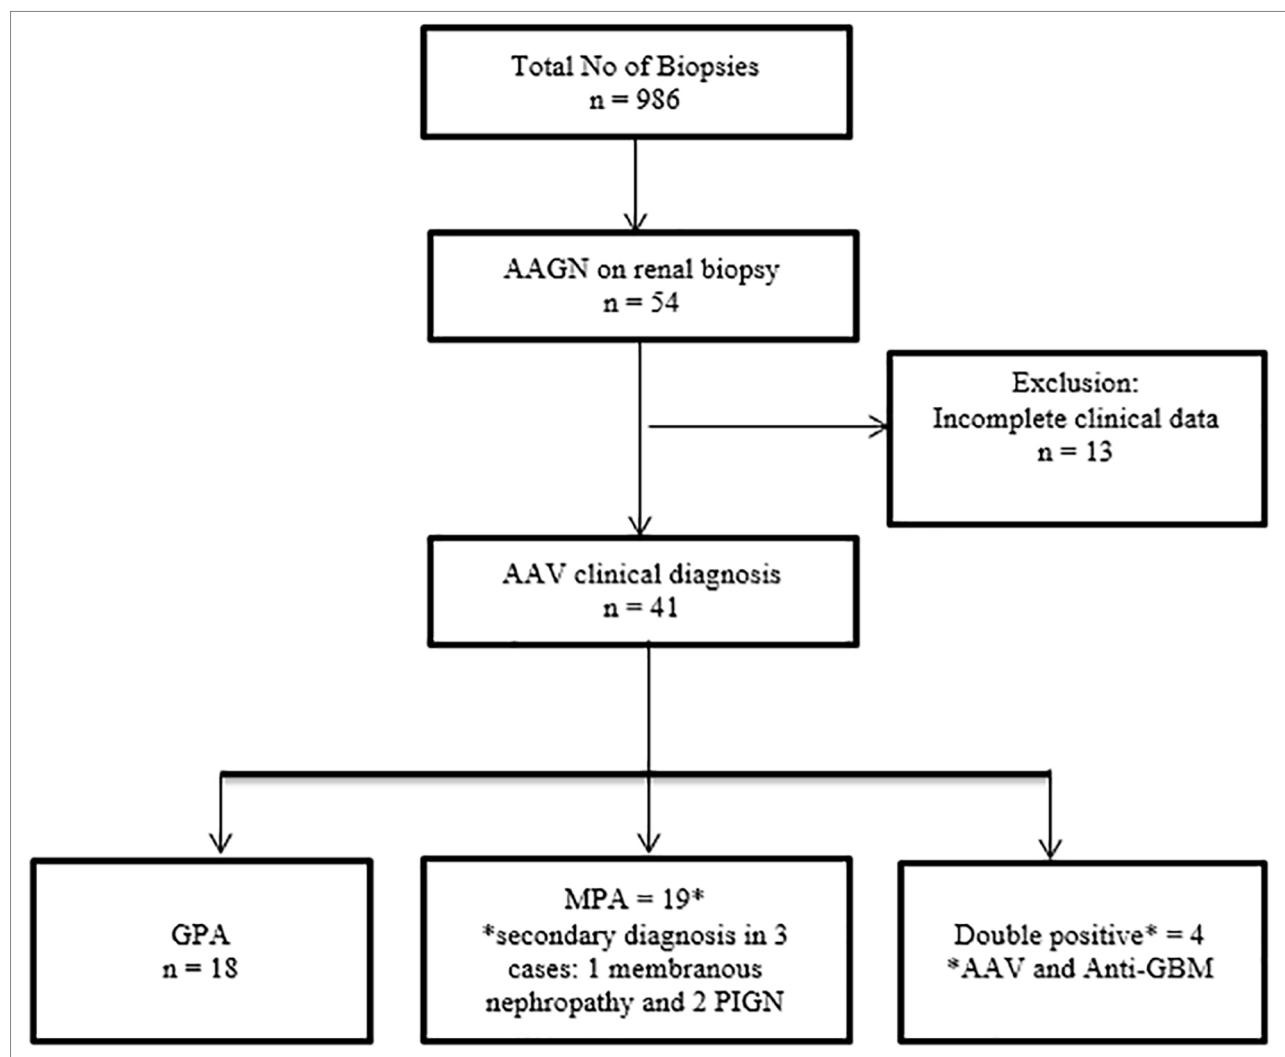 Total No of Biopsies
n = 986
AAGN on renal biopsy
n = 54
Exclusion:
Incomplete clinical data
n = 13
AAV clinical diagnosis
n = 41
GPA
n = 18
MPA = 19*
*secondary diagnosis in 3
cases: 1 membranous
nephropathy and 2 PIGN
Double positive* = 4
*AAV and Anti-GBM